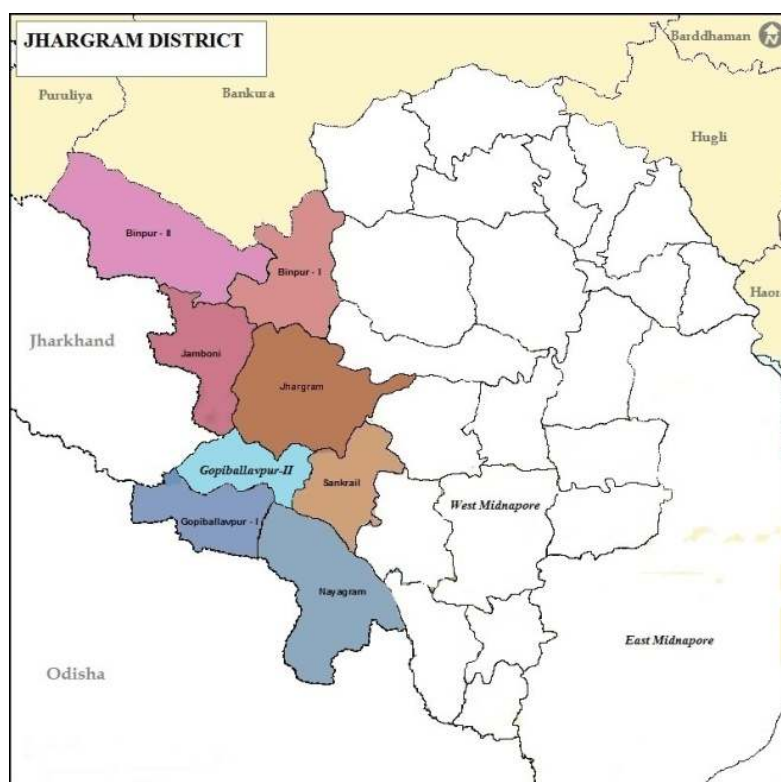 JHARGRAM DISTRICT
Barddhaman
N
Puruliya
Bankura
Hugli
Binpur - II
Binpur - I
Haora
Jharkhand
Jamboni
Jhargram
Gopiballavpur-II
Sankrail
West Midnapore
Gopiballavpur - I
Nayagram
East Midnapore
Odisha